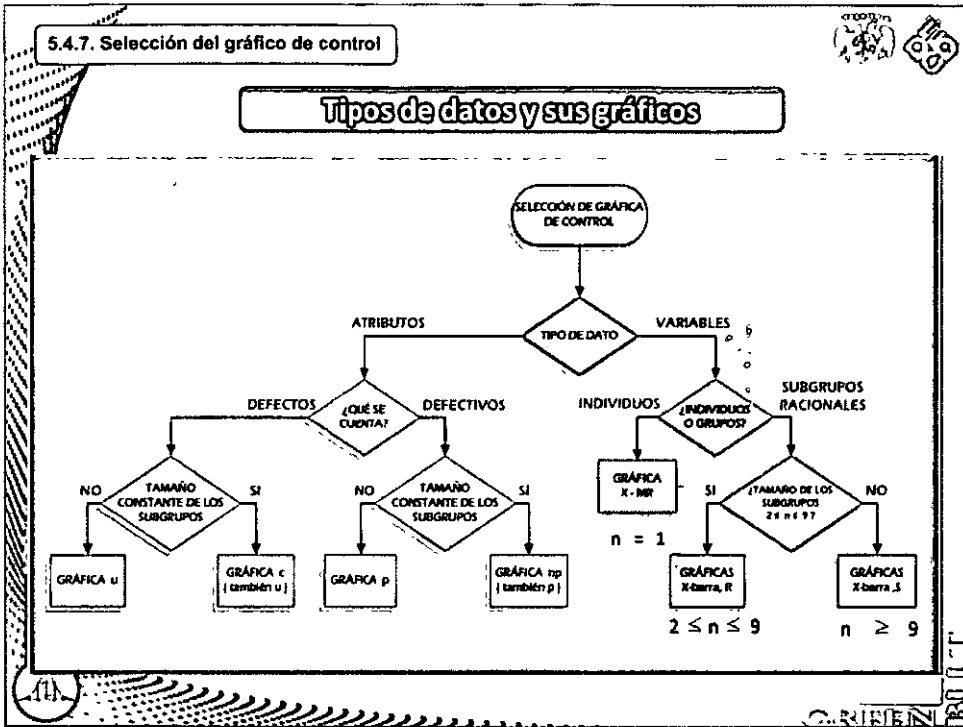 5.4.7. Selección del gráfico de control
Tipos de datos y sus gráficos
SELECCIÓN DE GRÁFICA
DE CONTROL
ATRIBUTOS
TIPO DE DATO
VARIABLES
DEFECTOS
¿QUÉ SE
CUENTA?
DEFECTIVOS
INDIVIDUOS
¿INDIVIDUOS
O GRUPOS?
SUBGRUPOS
RACIONALES
NO
TAMAÑO
CONSTANTE DE LOS
SUBGRUPOS
SI
NO
TAMAÑO
CONSTANTE DE LOS
SUBGRUPOS
SI
GRÁFICA
X - MR
n = 1
SI
¿TAMAÑO DE LOS
SUBGRUPOS
2 ≤ n ≤ 9?
NO
GRÁFICA u
GRÁFICA c
( también u )
GRÁFICA p
GRÁFICA np
( también p )
GRÁFICAS
X-barra, R
2 ≤ n ≤ 9
GRÁFICAS
X-barra ,S
n ≥ 9